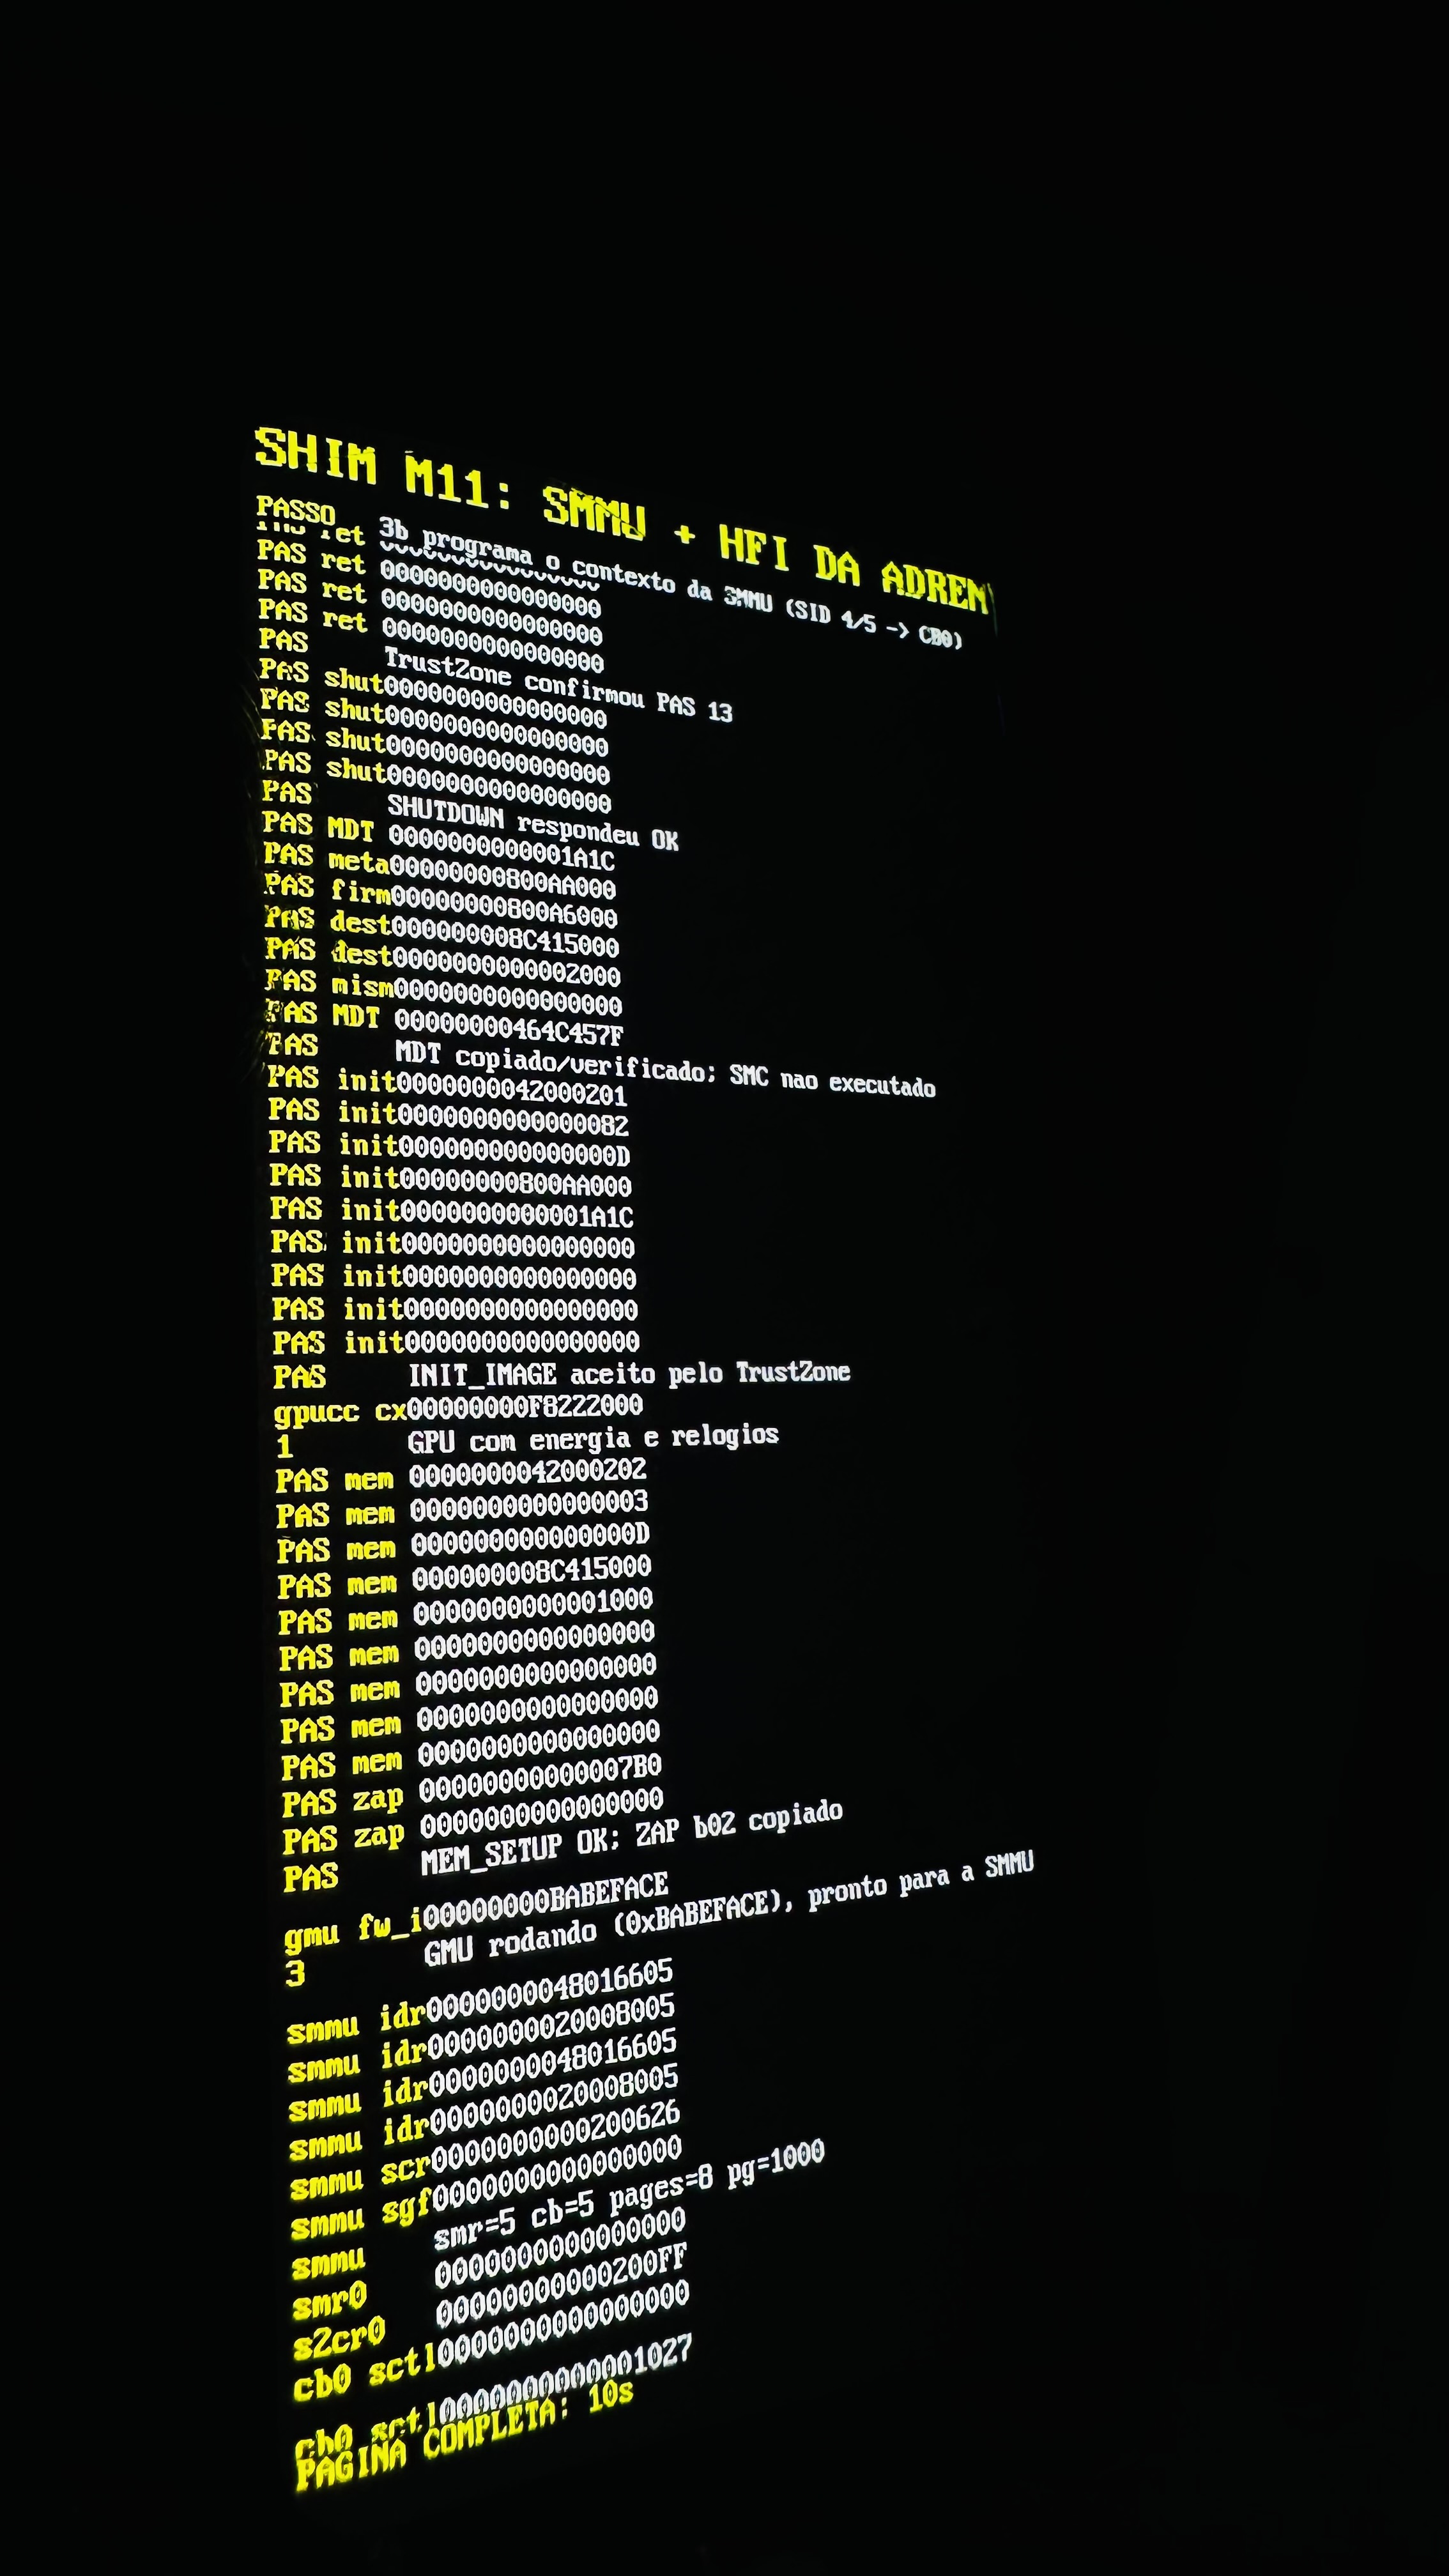 SHIM M11: SMMU + HFI DA ADREN
PASSO 3b programa o contexto da SMMU (SID 4/5 -> CB0)
ret
PAS ret 0000000000000000
PAS ret 0000000000000000
PAS ret 0000000000000000
PAS TrustZone confirmou PAS 13
PAS shut0000000000000000
PAS shut0000000000000000
PAS shut0000000000000000
PAS shut0000000000000000
PAS SHUTDOWN respondeu OK
PAS MDT 0000000000001A1C
PAS meta00000000800AA000
PAS firm00000000800A6000
PAS dest000000008C415000
PAS dest0000000000002000
PAS mism0000000000000000
PAS MDT 00000000464C457F
PAS MDT copiado/verificado; SMC nao executado
PAS init0000000042000201
PAS init0000000000000082
PAS init000000000000000D
PAS init00000000800AA000
PAS init0000000000001A1C
PAS init0000000000000000
PAS init0000000000000000
PAS init0000000000000000
PAS init0000000000000000
PAS INIT_IMAGE aceito pelo TrustZone
gpucc cx00000000F8222000
1 GPU com energia e relogios
PAS mem 0000000042000202
PAS mem 0000000000000003
PAS mem 000000000000000D
PAS mem 000000008C415000
PAS mem 0000000000001000
PAS mem 0000000000000000
PAS mem 0000000000000000
PAS mem 0000000000000000
PAS mem 0000000000000000
PAS zap 00000000000007B0
PAS zap 0000000000000000
PAS MEM_SETUP OK; ZAP b02 copiado
gmu fw_i00000000BABEFACE
3 GMU rodando (0xBABEFACE), pronto para a SMMU
smmu idr0000000048016605
smmu idr0000000020008005
smmu idr0000000048016605
smmu idr0000000020008005
smmu scr0000000000200626
smmu sgf0000000000000000
smmu smr=5 cb=5 pages=8 pg=1000
smr0 0000000000000000
s2cr0 00000000000200FF
cb0 sctl0000000000000000
cb0 sctl0000000000001027
PAGINA COMPLETA: 10s